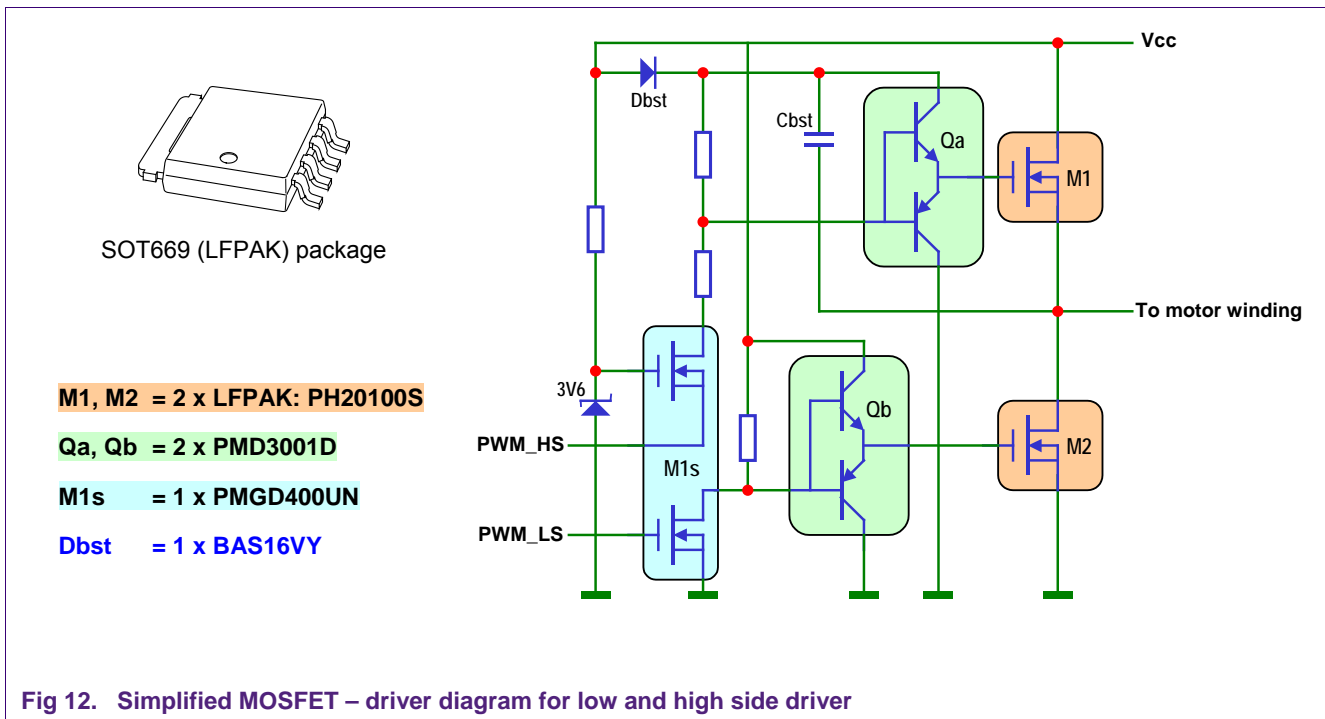 Vcc
Dbst
Cbst
Qa
M1
SOT669 (LFPAK) package
To motor winding
M1, M2 = 2 x LFPAK: PH20100S
3V6
Qb
Qa, Qb = 2 x PMD3001D
PWM_HS
M2
M1s
M1s = 1 x PMGD400UN
PWM_LS
Dbst = 1 x BAS16VY
Fig 12. Simplified MOSFET – driver diagram for low and high side driver